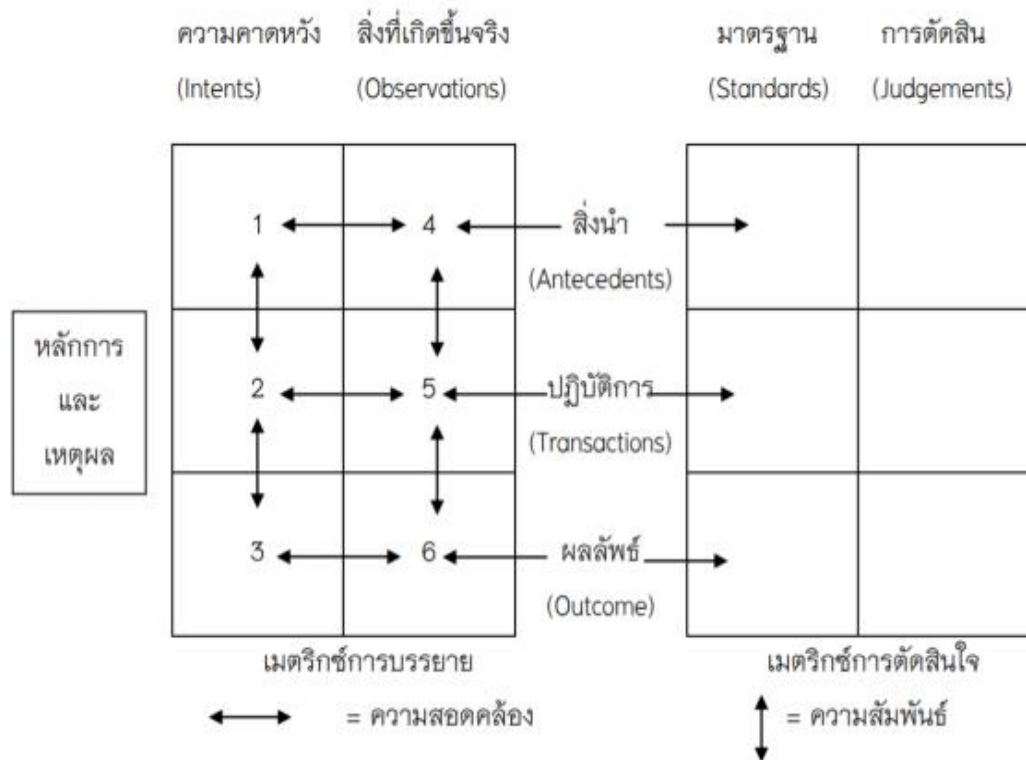 ความคาดหวัง สิ่งที่เกิดขึ้นจริง มาตรฐาน การตัดสิน
(Intents) (Observations) (Standards) (Judgements)
1 4 สิ่งนำ
(Antecedents)
หลักการ
และ
เหตุผล
2 5 ปฏิบัติการ
(Transactions)
3 6 ผลลัพธ์
(Outcome)
เมตริกซ์การบรรยาย เมตริกซ์การตัดสินใจ
= ความสอดคล้อง = ความสัมพันธ์